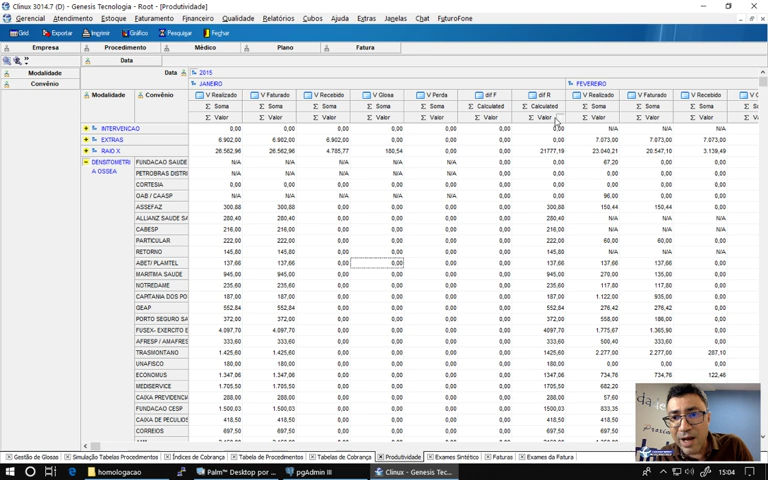 Clinux 3014.7 - Genesis Tecnologia - Root - [Produtividade]
Gerencial Atendimento Estoque Faturamento Financeiro Qualidade Relatórios Cubos Ajuda Extras Janelas Chat FuturoFone
Grid Exportar Imprimir Gráfico Pesquisar Fechar
Empresa Procedimento Médico Plano Fatura
Data
Modalidade Data 2015
Convênio JANEIRO FEVEREIRO
Modalidade Convênio V Realizado V Faturado V Recebido V Glosa V Perda dif F dif R V Realizado V Faturado V Recebido
Σ Soma Σ Soma Σ Soma Σ Soma Σ Soma Σ Calculated Σ Calculated Σ Soma Σ Soma Σ Soma
Σ Valor Σ Valor Σ Valor Σ Valor Σ Valor Σ Valor Σ Valor Σ Valor Σ Valor Σ Valor
INTERVENCAO 0,00 0,00 0,00 0,00 0,00 0,00 0,00 N/A N/A N/A
EXTRAS 6.902,00 6.902,00 6.902,00 0,00 0,00 0,00 0,00 7.073,00 7.073,00 7.073,00
RAIO X 26.562,96 26.562,96 4.785,77 180,54 0,00 0,00 21777,19 23.040,21 20.547,10 3.139,49
DENSITOMETRI A OSSEA FUNDACAO SAUDE N/A N/A N/A N/A N/A 0,00 0,00 67,20 0,00 0,00
PETROBRAS DISTRI N/A N/A N/A N/A N/A 0,00 0,00 0,00 0,00 0,00
CORTESIA 0,00 0,00 0,00 0,00 0,00 0,00 0,00 0,00 0,00 0,00
OAB / CAASP N/A N/A N/A N/A N/A 0,00 0,00 96,00 0,00 0,00
ASSEFAZ 300,88 300,88 0,00 0,00 0,00 0,00 300,88 150,44 150,44 0,00
ALLIANZ SAUDE SA 280,40 280,40 0,00 0,00 0,00 0,00 280,40 N/A N/A N/A
CABESP 216,00 216,00 0,00 0,00 0,00 0,00 216,00 N/A N/A N/A
PARTICULAR 222,00 222,00 0,00 0,00 0,00 0,00 222,00 60,00 60,00 0,00
RETORNO 145,80 145,80 0,00 0,00 0,00 0,00 145,80 N/A N/A N/A
ABET/ PLAMTEL 137,66 137,66 0,00 0,00 0,00 0,00 137,66 137,66 137,66 0,00
MARITIMA SAUDE 945,00 945,00 0,00 0,00 0,00 0,00 945,00 270,00 135,00 0,00
NOTREDAME 235,60 235,60 0,00 0,00 0,00 0,00 235,60 117,80 117,80 0,00
CAPITANIA DOS PO 187,00 187,00 0,00 0,00 0,00 0,00 187,00 1.122,00 935,00 0,00
GEAP 552,84 552,84 0,00 0,00 0,00 0,00 552,84 276,42 276,42 0,00
PORTO SEGURO SA 372,00 372,00 0,00 0,00 0,00 0,00 372,00 558,00 186,00 0,00
FUSEX- EXERCITO E 4.097,70 4.097,70 0,00 0,00 0,00 0,00 4097,70 1.775,67 1.365,90 0,00
AFRESP / AMAFRES 333,60 333,60 0,00 0,00 0,00 0,00 333,60 500,40 333,60 0,00
TRASMONTANO 1.425,60 1.425,60 0,00 0,00 0,00 0,00 1425,60 2.277,00 2.277,00 287,10
UNAFISCO 180,00 180,00 0,00 0,00 0,00 0,00 180,00 0,00 0,00 0,00
ECONOMUS 1.347,06 1.347,06 0,00 0,00 0,00 0,00 1347,06 734,76 734,76 122,46
MEDISERVICE 1.705,50 1.705,50 0,00 0,00 0,00 0,00 1705,50 682,20
CAIXA PREVIDENCIA 288,00 288,00 0,00 0,00 0,00 0,00 288,00 57,60
FUNDACAO CESP 1.500,03 1.500,03 0,00 0,00 0,00 0,00 1500,03 833,35
CAIXA DE PECULIOS 418,50 418,50 0,00 0,00 0,00 0,00 418,50 418,50
CORREIOS 697,50 697,50 0,00 0,00 0,00 0,00 697,50 697,50
Gestão de Glosas Simulação Tabelas Procedimentos Índices de Cobrança Tabela de Procedimentos Tabelas de Cobrança Produtividade Exames Sintético Faturas Exames da Fatura
homologacao Palm™ Desktop por ... pgAdmin III Clinux - Genesis Tec... 15:04